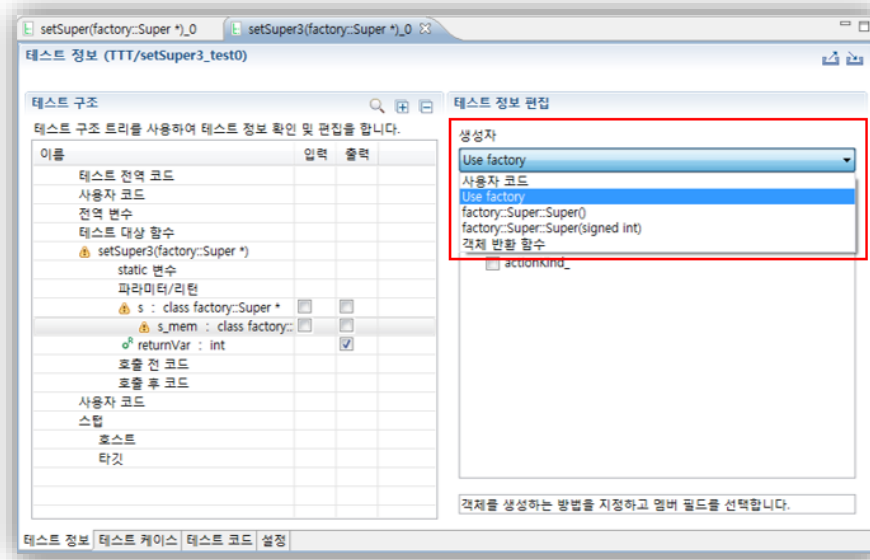 setSuper(factory::Super *)_0
setSuper3(factory::Super *)_0
테스트 정보 (TTT/setSuper3_test0)
테스트 구조
테스트 구조 트리를 사용하여 테스트 정보 확인 및 편집을 합니다.
이름 입력 출력
테스트 전역 코드
사용자 코드
전역 변수
테스트 대상 함수
setSuper3(factory::Super *)
static 변수
파라미터/리턴
s : class factory::Super *
s_mem : class factory::
returnVar : int
호출 전 코드
호출 후 코드
사용자 코드
스텁
호스트
타깃
테스트 정보 편집
생성자
Use factory
사용자 코드
Use factory
factory::Super::Super()
factory::Super::Super(signed int)
객체 반환 함수
actionKind_
객체를 생성하는 방법을 지정하고 멤버 필드를 선택합니다.
테스트 정보 테스트 케이스 테스트 코드 설정